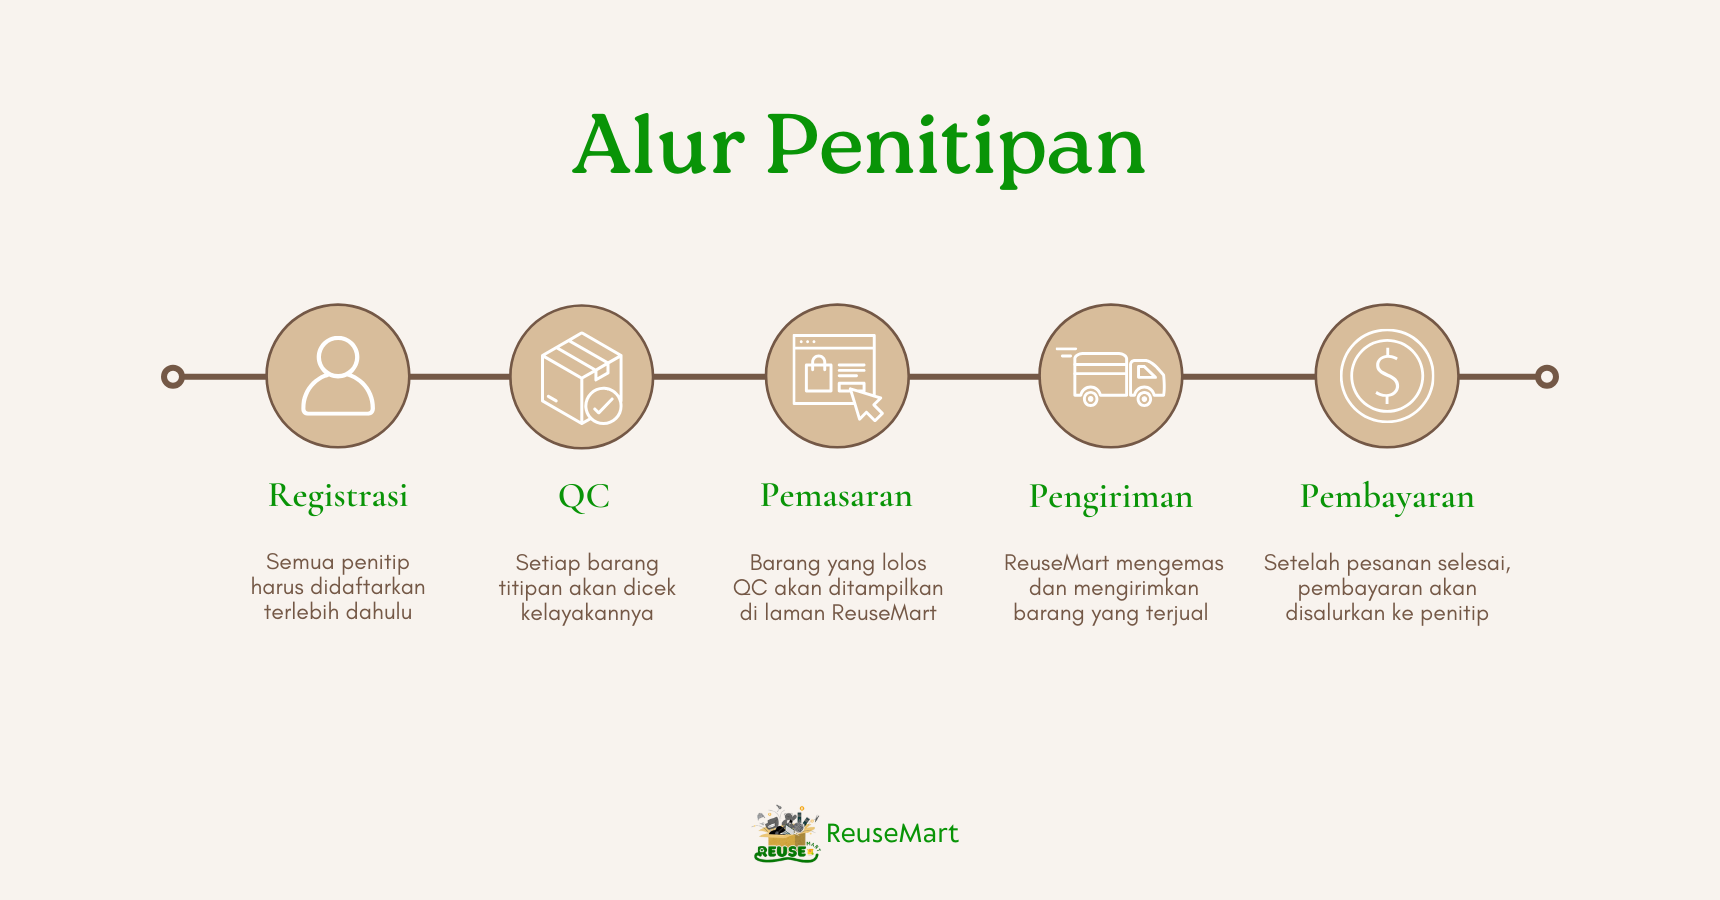 Alur Penitipan
Registrasi
Semua penitip
harus didaftarkan
terlebih dahulu
QC
Setiap barang
titipan akan dicek
kelayakannya
Pemasaran
Barang yang lolos
QC akan ditampilkan
di laman ReuseMart
Pengiriman
ReuseMart mengemas
dan mengirimkan
barang yang terjual
Pembayaran
Setelah pesanan selesai,
pembayaran akan
disalurkan ke penitip
REUSE
MART
ReuseMart